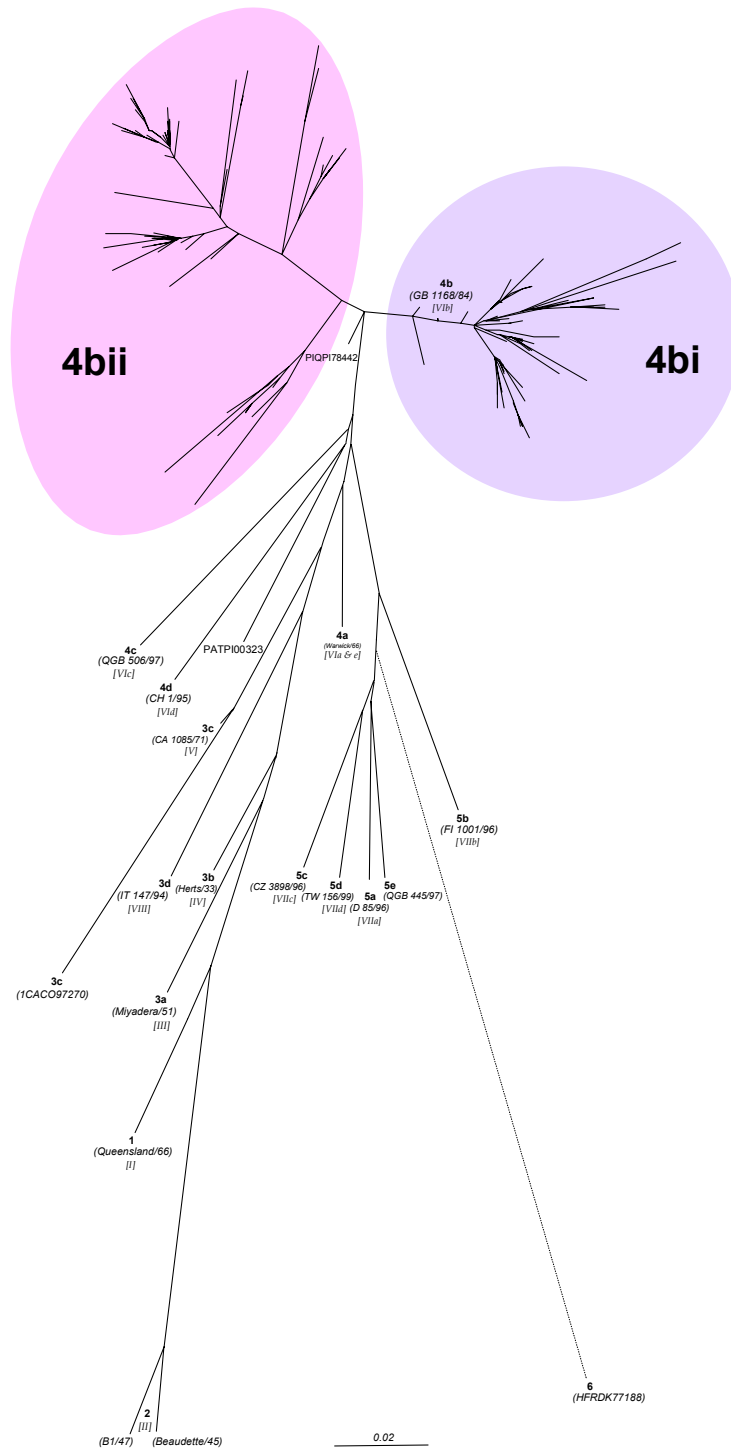 4b
(GB 1168/84)
[VIb]
4bii
4bi
PIQPI78442
4a
(Warwick/66)
[VIa & e]
4c
(QGB 506/97)
[VIc]
PATPI00323
4d
(CH 1/95)
[VId]
3c
(CA 1085/71)
[V]
5b
(FI 1001/96)
[VIIb]
3d
(IT 147/94)
[VIII]
3b
(Herts/33)
[IV]
5c
(CZ 3898/96)
[VIIc]
5d
(TW 156/99)
[VIId]
5a
(D 85/96)
[VIIa]
5e
(QGB 445/97)
3c
(1CACO97270)
3a
(Miyadera/51)
[III]
1
(Queensland/66)
[I]
6
(HFRDK77188)
2
[II]
(B1/47)
(Beaudette/45)
0.02